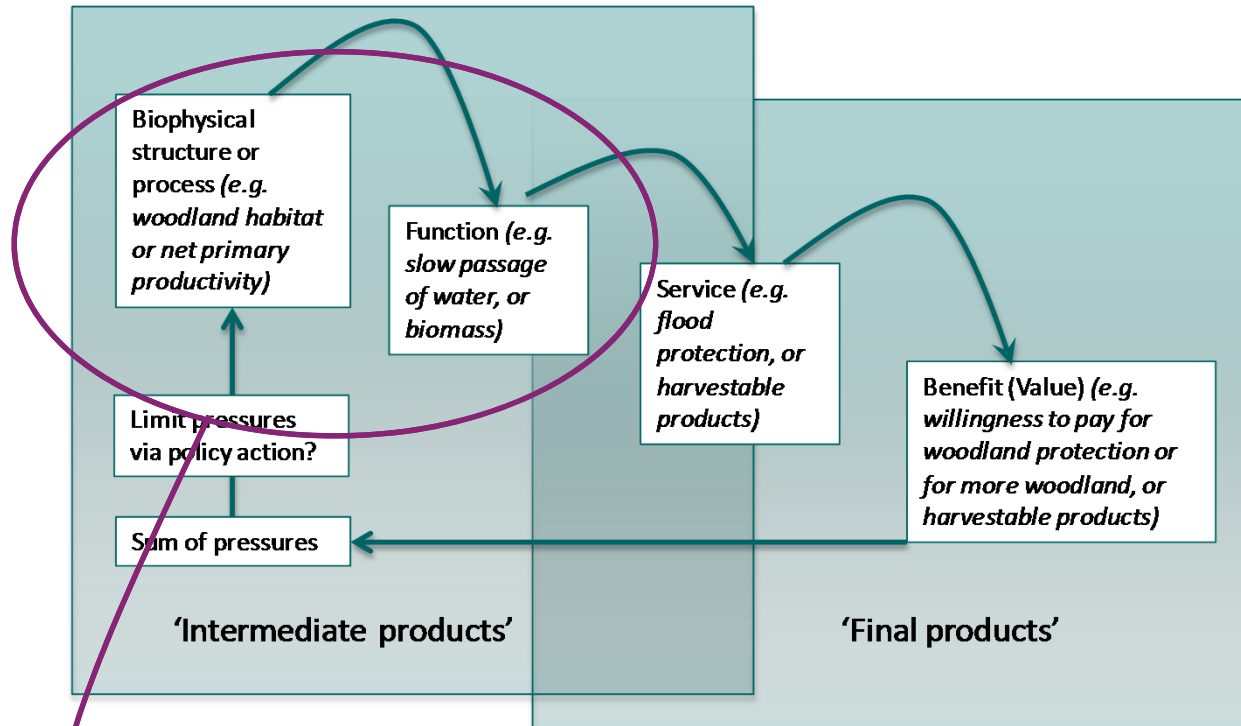 Biophysical
structure or
process (e.g.
woodland habitat
or net primary
productivity)
Function (e.g.
slow passage
of water, or
biomass)
Service (e.g.
flood
protection, or
harvestable
products)
Benefit (Value) (e.g.
willingness to pay for
woodland protection or
for more woodland, or
harvestable products)
Limit pressures
via policy action?
Sum of pressures
‘Intermediate products’
‘Final products’